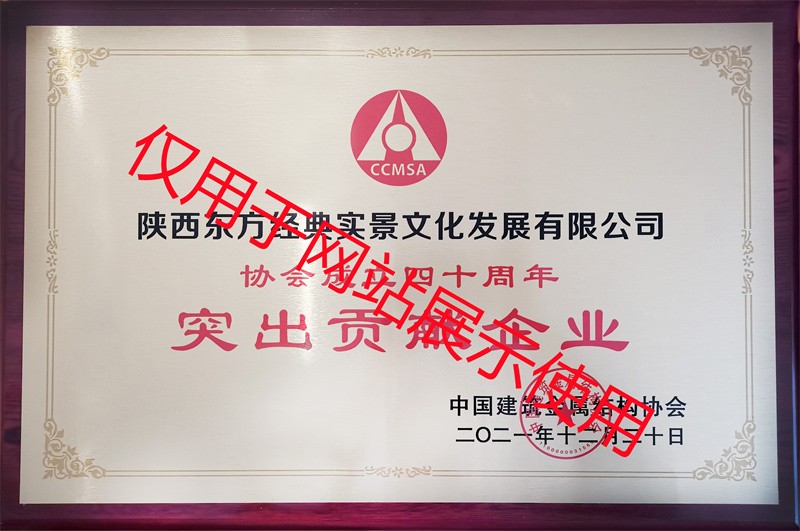 CCMSA
陕西东方经典实景文化发展有限公司
协会成立四十周年
突出贡献企业
中国建筑金属结构协会
二〇二一年十二月三十日
仅用于网站展示使用